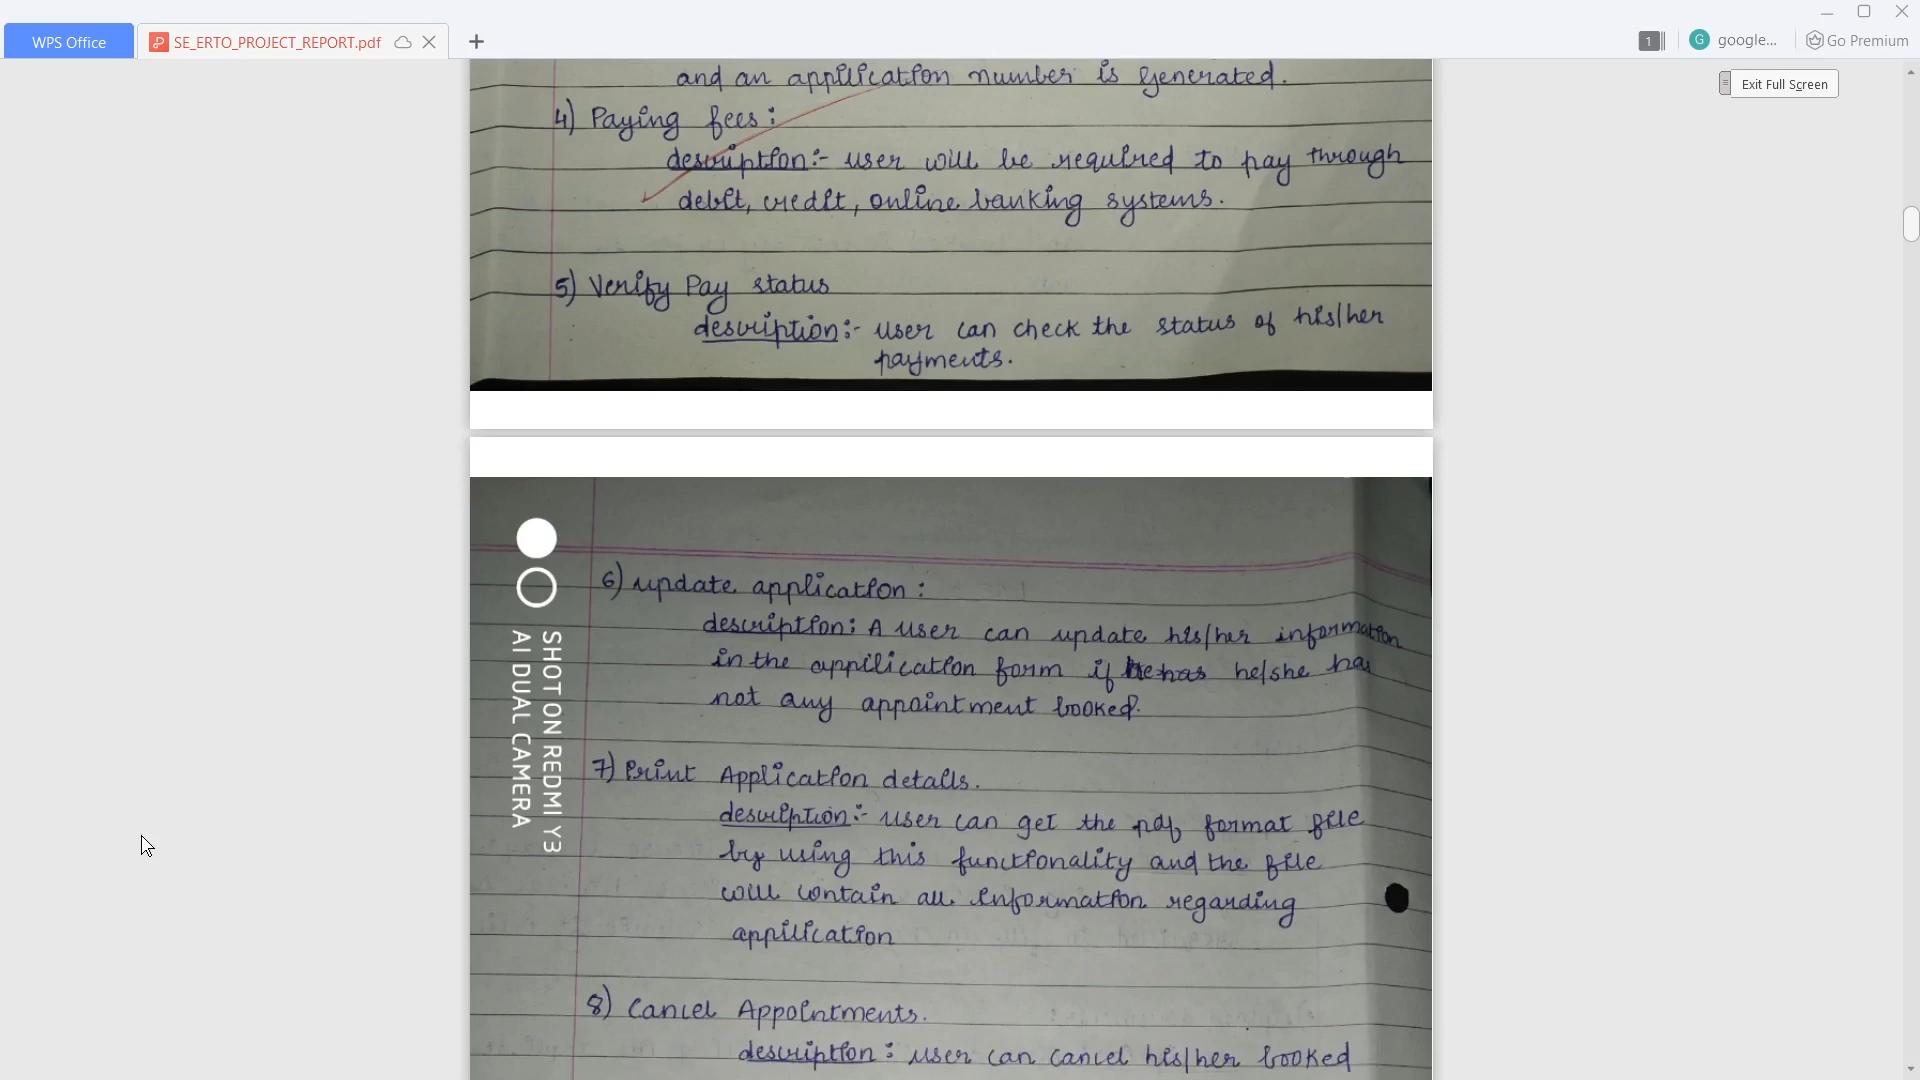 WPS Office
SE_ERTO_PROJECT_REPORT.pdf
1
G google...
Go Premium
Exit Full Screen
and an appilication number is generated.
4) Paying fees:
description:- user will be required to pay through
debit, credit, online banking systems.
5) Verify Pay status
description:- user can check the status of his/her
payments.
SHOT ON REDMI Y3
AI DUAL CAMERA
6) update application:
description: A user can update his/her information
in the appilication form if he has he/she has
not any appointment booked.
7) Print Application details.
description:- user can get the pdf format file
by using this functionality and the file
will contain all information regarding
appilication
8) Cancel Appointments.
description: user can cancel his/her booked